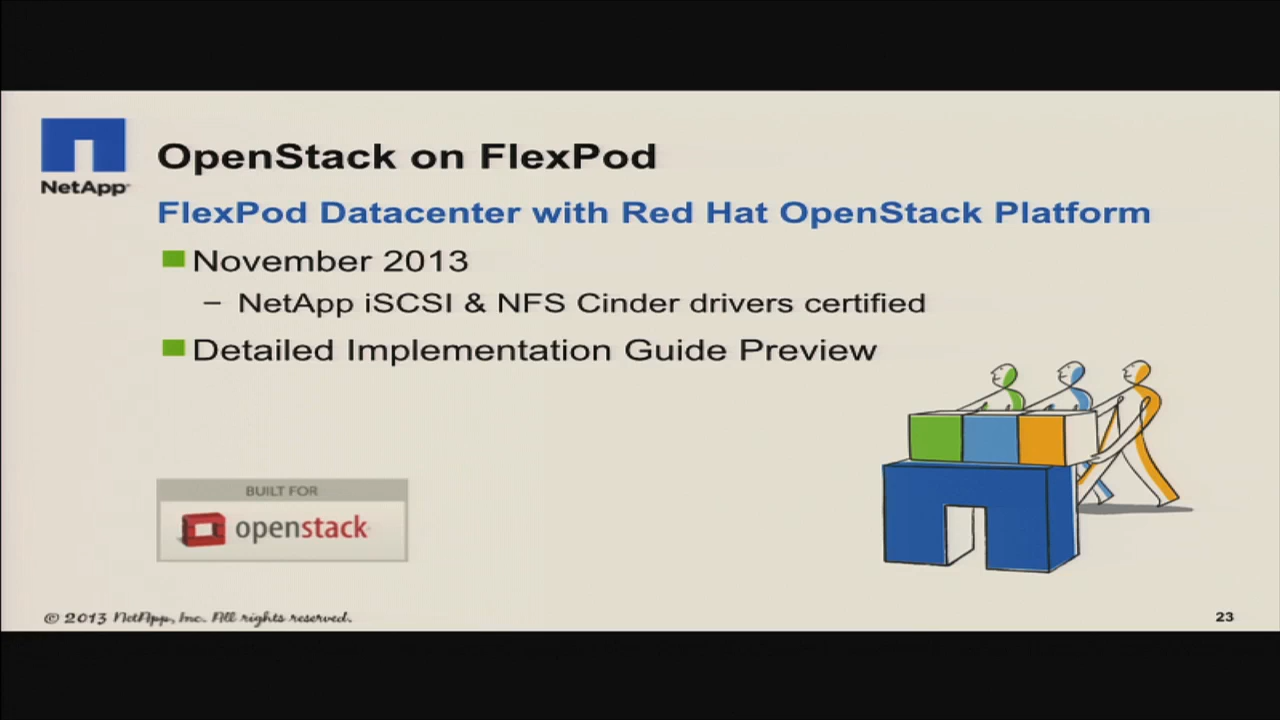 NetApp
OpenStack on FlexPod
FlexPod Datacenter with Red Hat OpenStack Platform
November 2013
– NetApp iSCSI & NFS Cinder drivers certified
Detailed Implementation Guide Preview
BUILT FOR
openstack
© 2013 NetApp, Inc. All rights reserved.
23